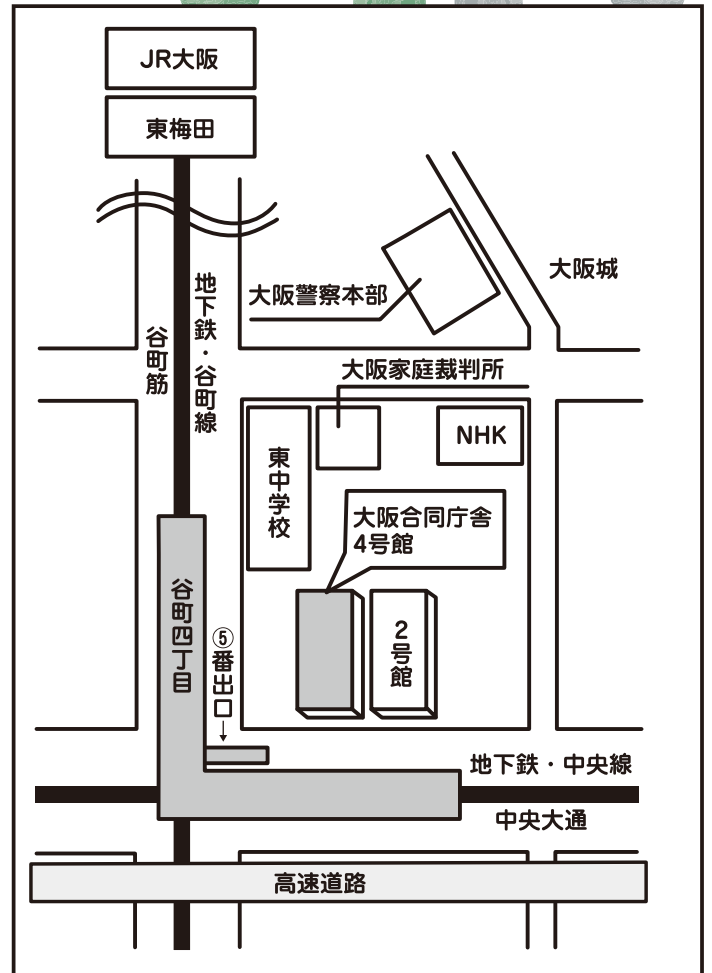 JR大阪
東梅田
大阪城
大阪警察本部
地下鉄・谷町線
谷町筋
大阪家庭裁判所
NHK
東中学校
大阪合同庁舎
4号館
谷町四丁目
⑤番出口
2号館
地下鉄・中央線
中央大通
高速道路